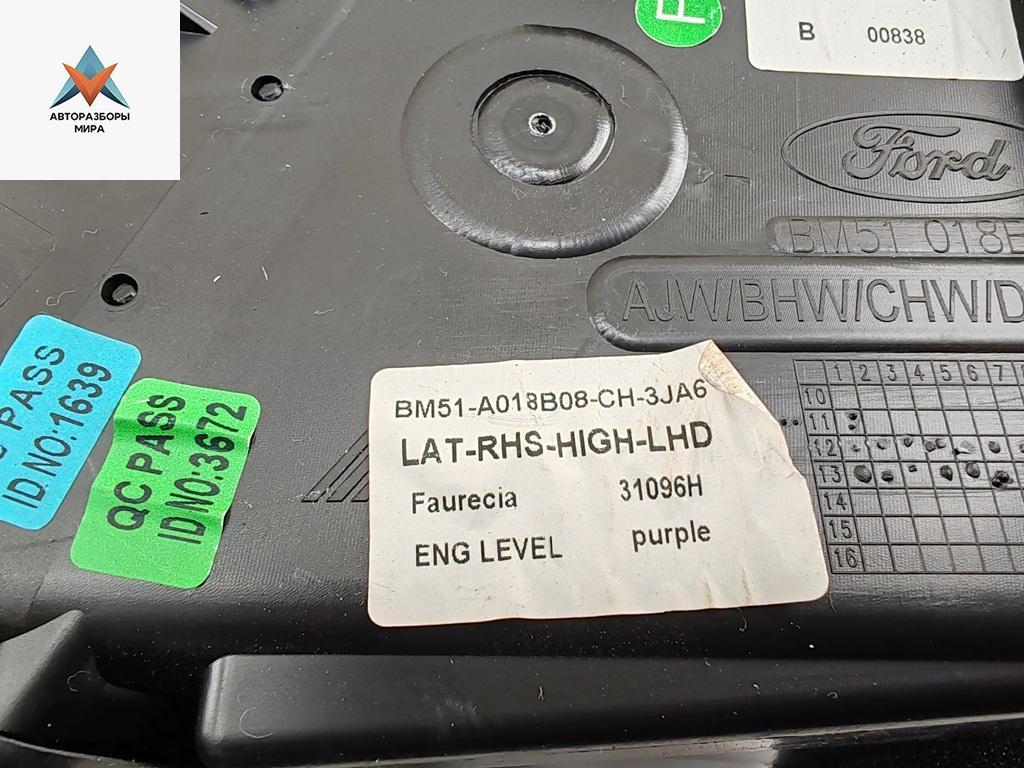 АВТОРАЗБОРЫ
МИРА
B 00838
Ford
BM51 018B
AJW/BHW/CHW/D
PASS
ID NO:1639
QC PASS
ID NO:3672
BM51-A018B08-CH-3JA6
LAT-RHS-HIGH-LHD
Faurecia 31096H
ENG LEVEL purple
1 2 3 4 5 6 7 8
10
11
12
13
14
15
16